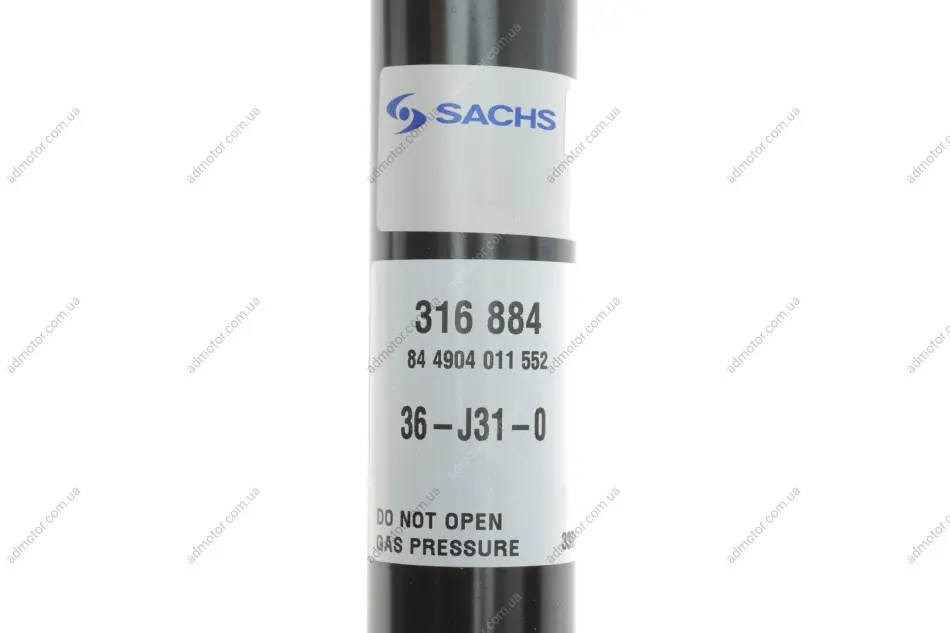 SACHS
316 884
84 4904 011 552
36-J31-0
DO NOT OPEN
GAS PRESSURE
admotor.com.ua